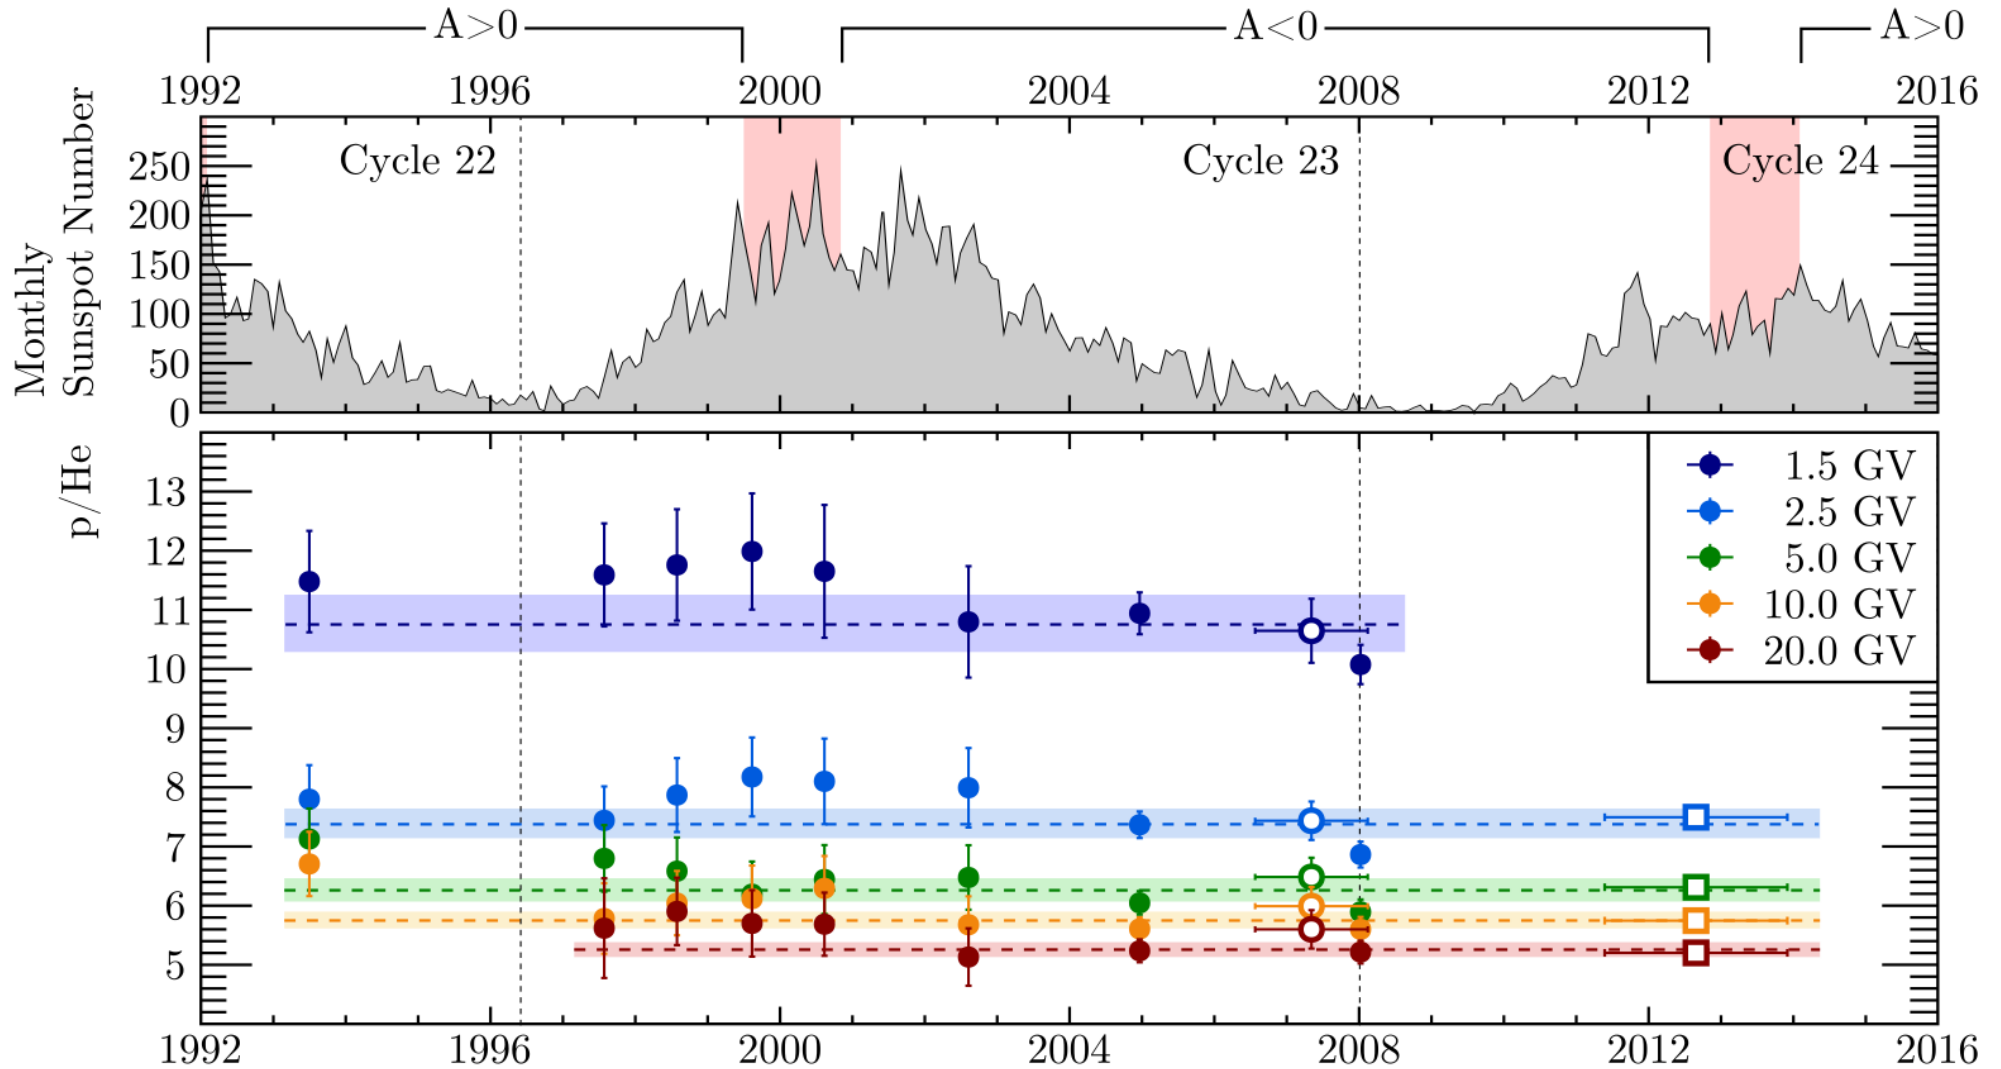 A>0 A<0 A>0
1992 1996 2000 2004 2008 2012 2016
Monthly
Sunspot Number
250
200
150
100
50
0
Cycle 22 Cycle 23 Cycle 24
p/He
13
12
11
10
9
8
7
6
5
1.5 GV
2.5 GV
5.0 GV
10.0 GV
20.0 GV
1992 1996 2000 2004 2008 2012 2016